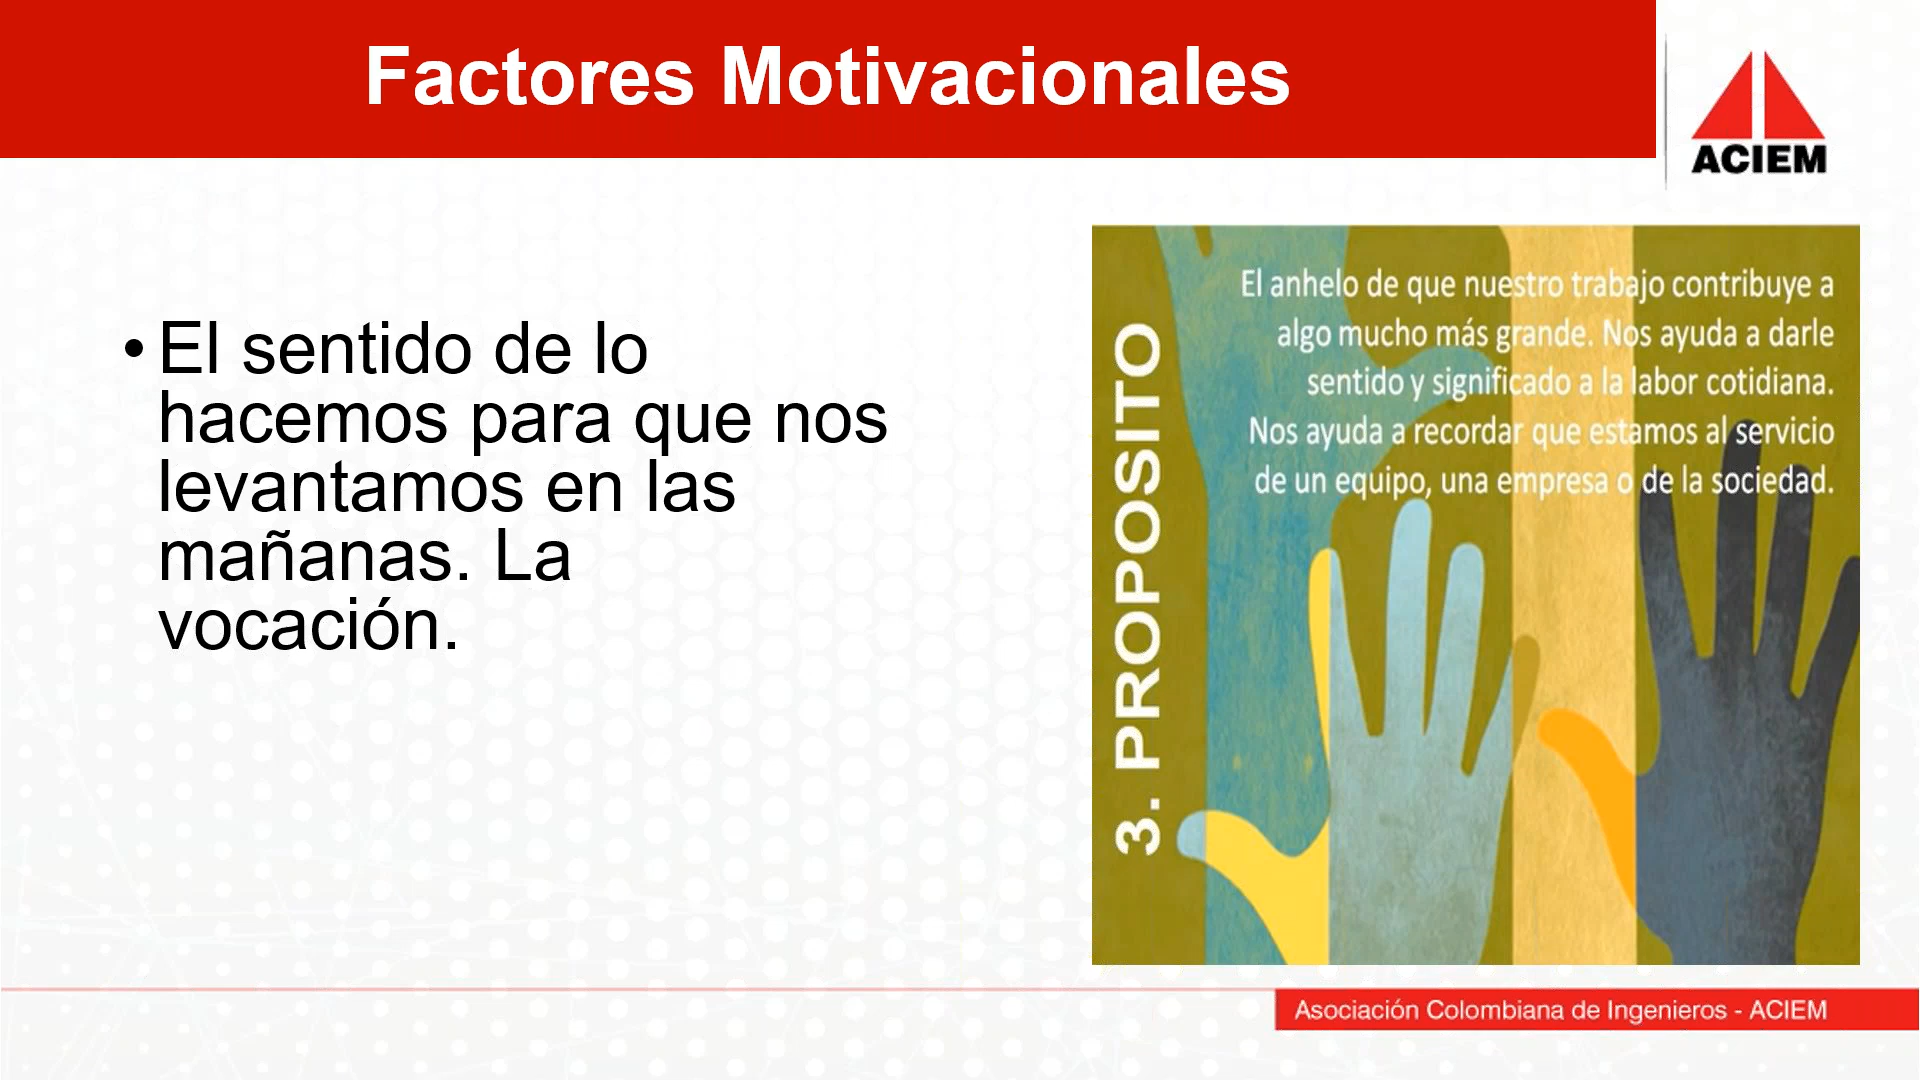 Factores Motivacionales
ACIEM
• El sentido de lo
hacemos para que nos
levantamos en las
mañanas. La
vocación.
3. PROPOSITO
El anhelo de que nuestro trabajo contribuye a
algo mucho más grande. Nos ayuda a darle
sentido y significado a la labor cotidiana.
Nos ayuda a recordar que estamos al servicio
de un equipo, una empresa o de la sociedad.
Asociación Colombiana de Ingenieros - ACIEM